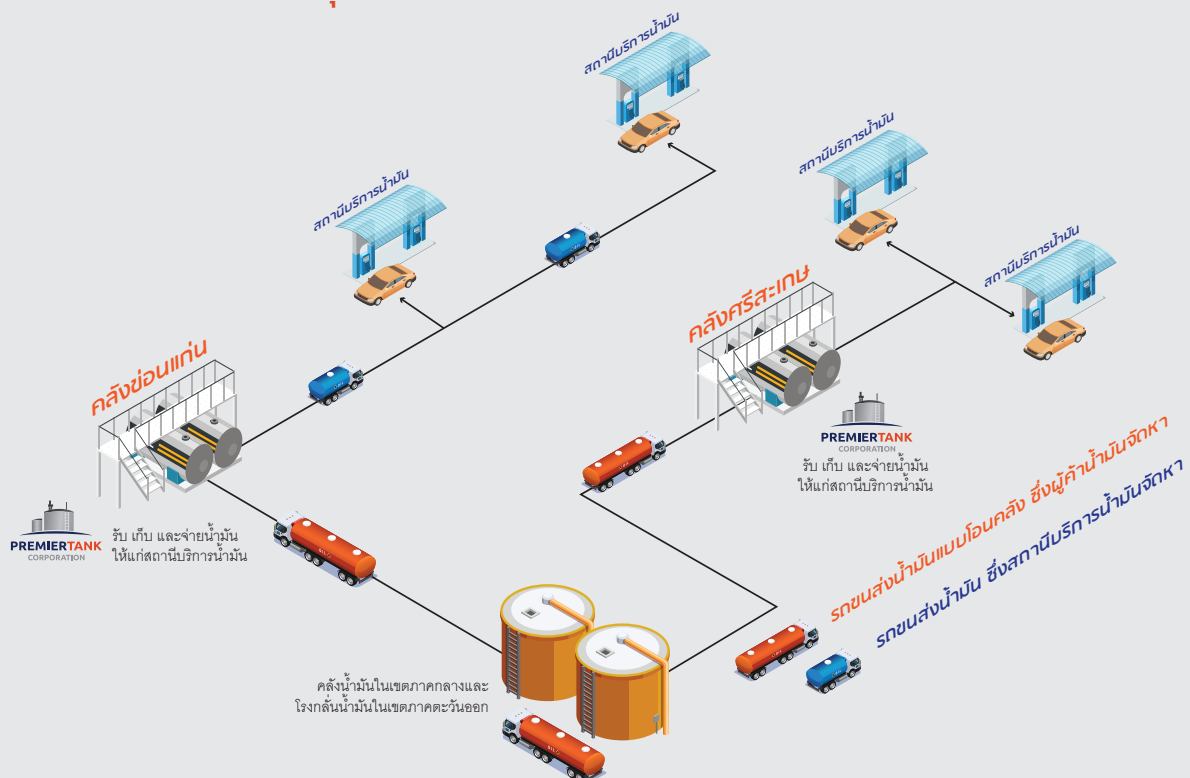 สถานีบริการน้ำมัน
สถานีบริการน้ำมัน
สถานีบริการน้ำมัน
สถานีบริการน้ำมัน
คลังศรีสะเกษ
คลังขอนแก่น
PREMIERTANK
CORPORATION
รับ เก็บ และจ่ายน้ำมัน
ให้แก่สถานีบริการน้ำมัน
PREMIERTANK
CORPORATION
รับ เก็บ และจ่ายน้ำมัน
ให้แก่สถานีบริการน้ำมัน
รถขนส่งน้ำมันแบบโอนคลัง ซึ่งผู้ค้าน้ำมันจัดหา
รถขนส่งน้ำมัน ซึ่งสถานีบริการน้ำมันจัดหา
คลังน้ำมันในเขตภาคกลางและ
โรงกลั่นน้ำมันในเขตภาคตะวันออก